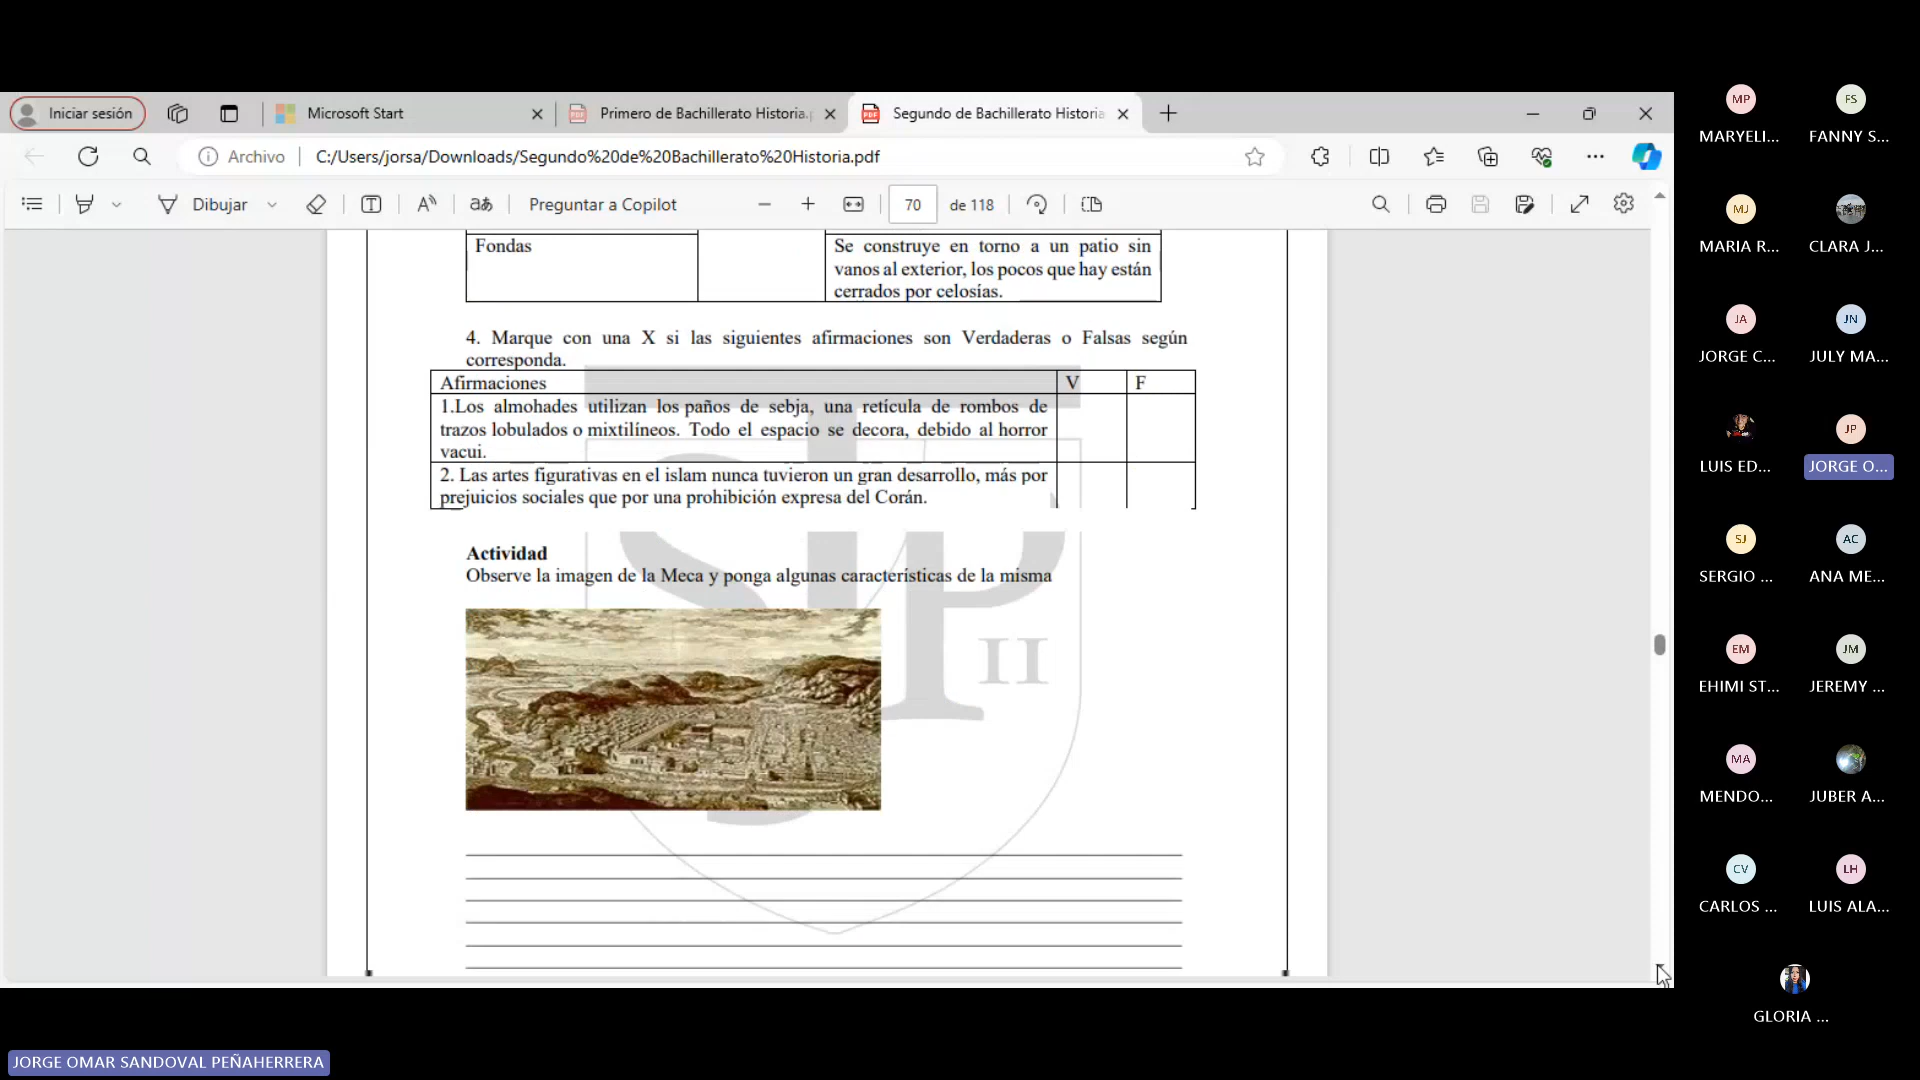 Iniciar sesión
Microsoft Start
Primero de Bachillerato Historia.p
Segundo de Bachillerato Historia
Archivo
C:/Users/jorsa/Downloads/Segundo%20de%20Bachillerato%20Historia.pdf
Dibujar
Preguntar a Copilot
70 de 118
Fondas
Se construye en torno a un patio sin
vanos al exterior, los pocos que hay están
cerrados por celosías.
4. Marque con una X si las siguientes afirmaciones son Verdaderas o Falsas según
corresponda.
Afirmaciones V F
1.Los almohades utilizan los paños de sebja, una retícula de rombos de
trazos lobulados o mixtilíneos. Todo el espacio se decora, debido al horror
vacui.
2. Las artes figurativas en el islam nunca tuvieron un gran desarrollo, más por
prejuicios sociales que por una prohibición expresa del Corán.
Actividad
Observe la imagen de la Meca y ponga algunas características de la misma
II
MP
MARYELI...
FS
FANNY S...
MJ
MARIA R...
CLARA J...
JA
JORGE C...
JN
JULY MA...
LUIS ED...
JP
JORGE O...
SJ
SERGIO ...
AC
ANA ME...
EM
EHIMI ST...
JM
JEREMY ...
MA
MENDO...
JUBER A...
CV
CARLOS ...
LH
LUIS ALA...
GLORIA ...
JORGE OMAR SANDOVAL PEÑAHERRERA